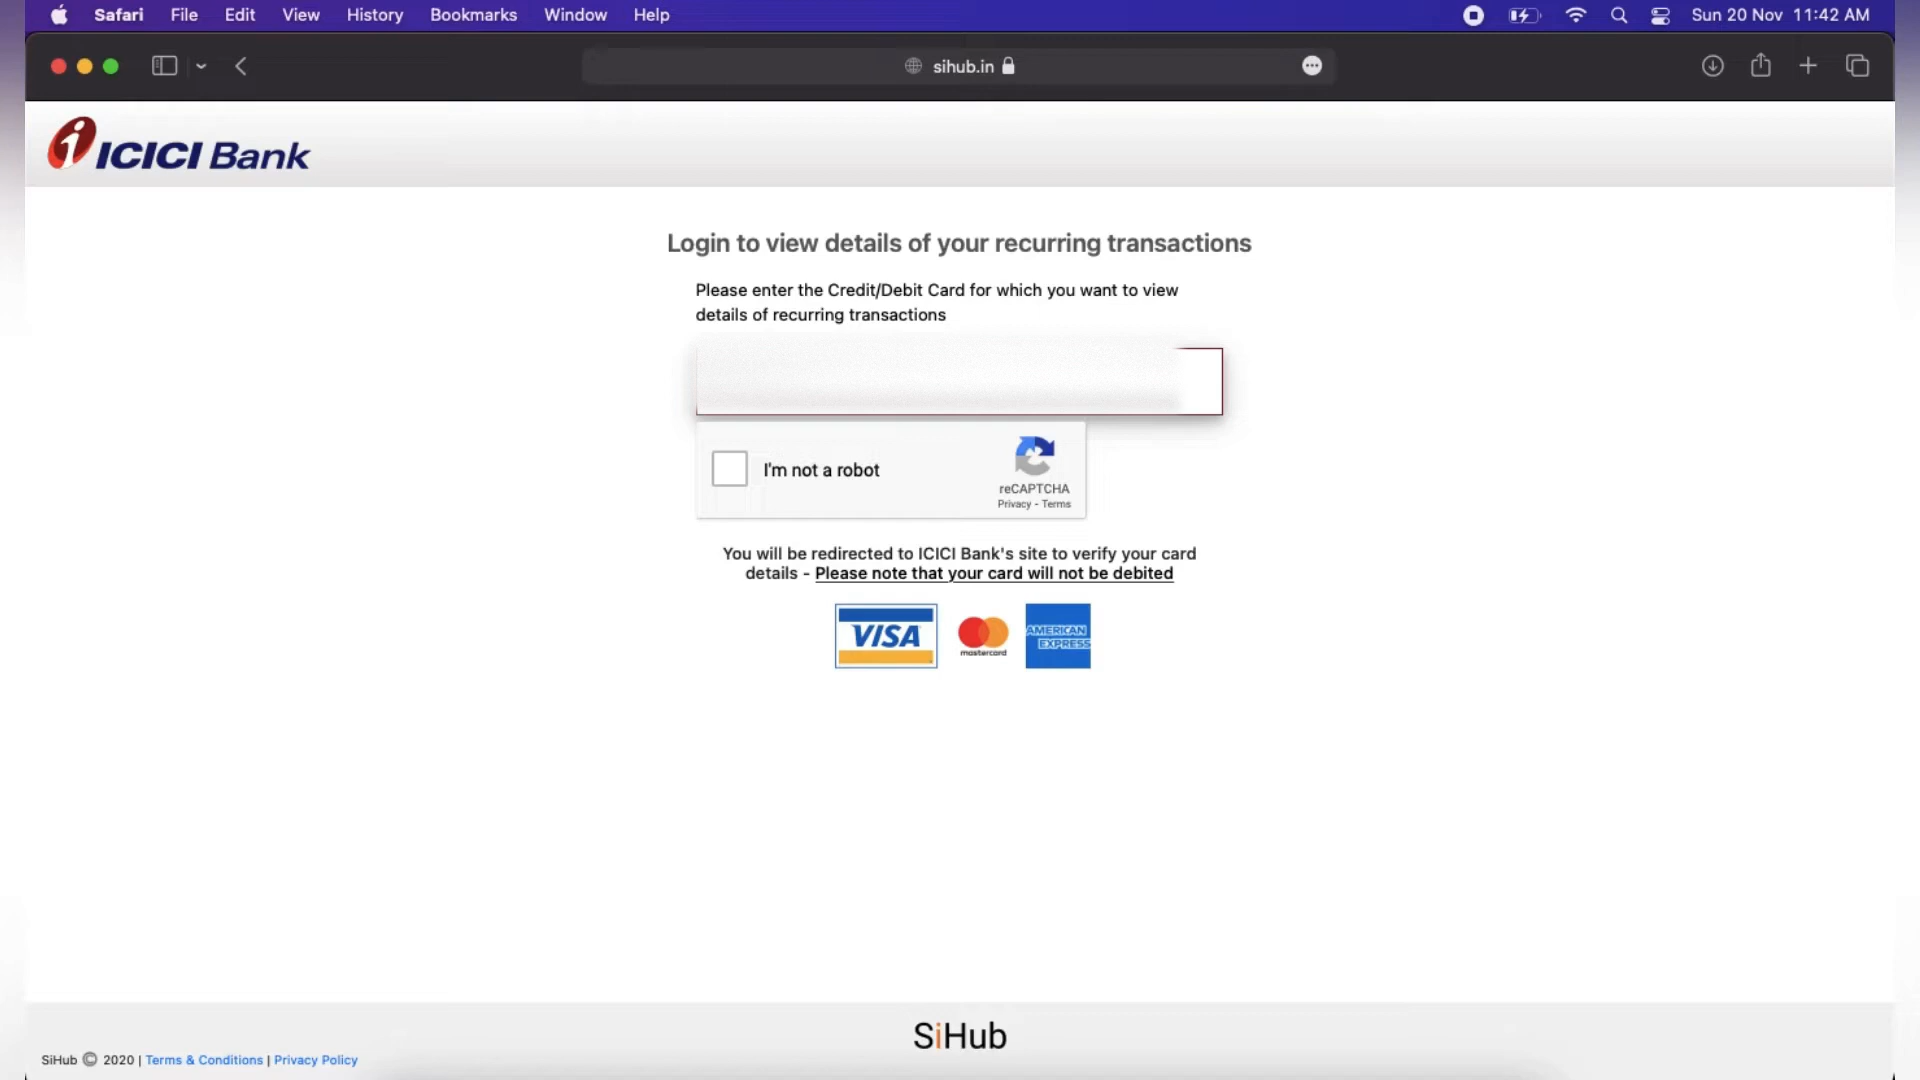 Safari File Edit View History Bookmarks Window Help Sun 20 Nov 11:42 AM
sihub.in
ICICI Bank
Login to view details of your recurring transactions
Please enter the Credit/Debit Card for which you want to view
details of recurring transactions
I'm not a robot
reCAPTCHA
Privacy - Terms
You will be redirected to ICICI Bank's site to verify your card
details - Please note that your card will not be debited
VISA
mastercard
AMERICAN
EXPRESS
SiHub
SiHub © 2020 | Terms & Conditions | Privacy Policy